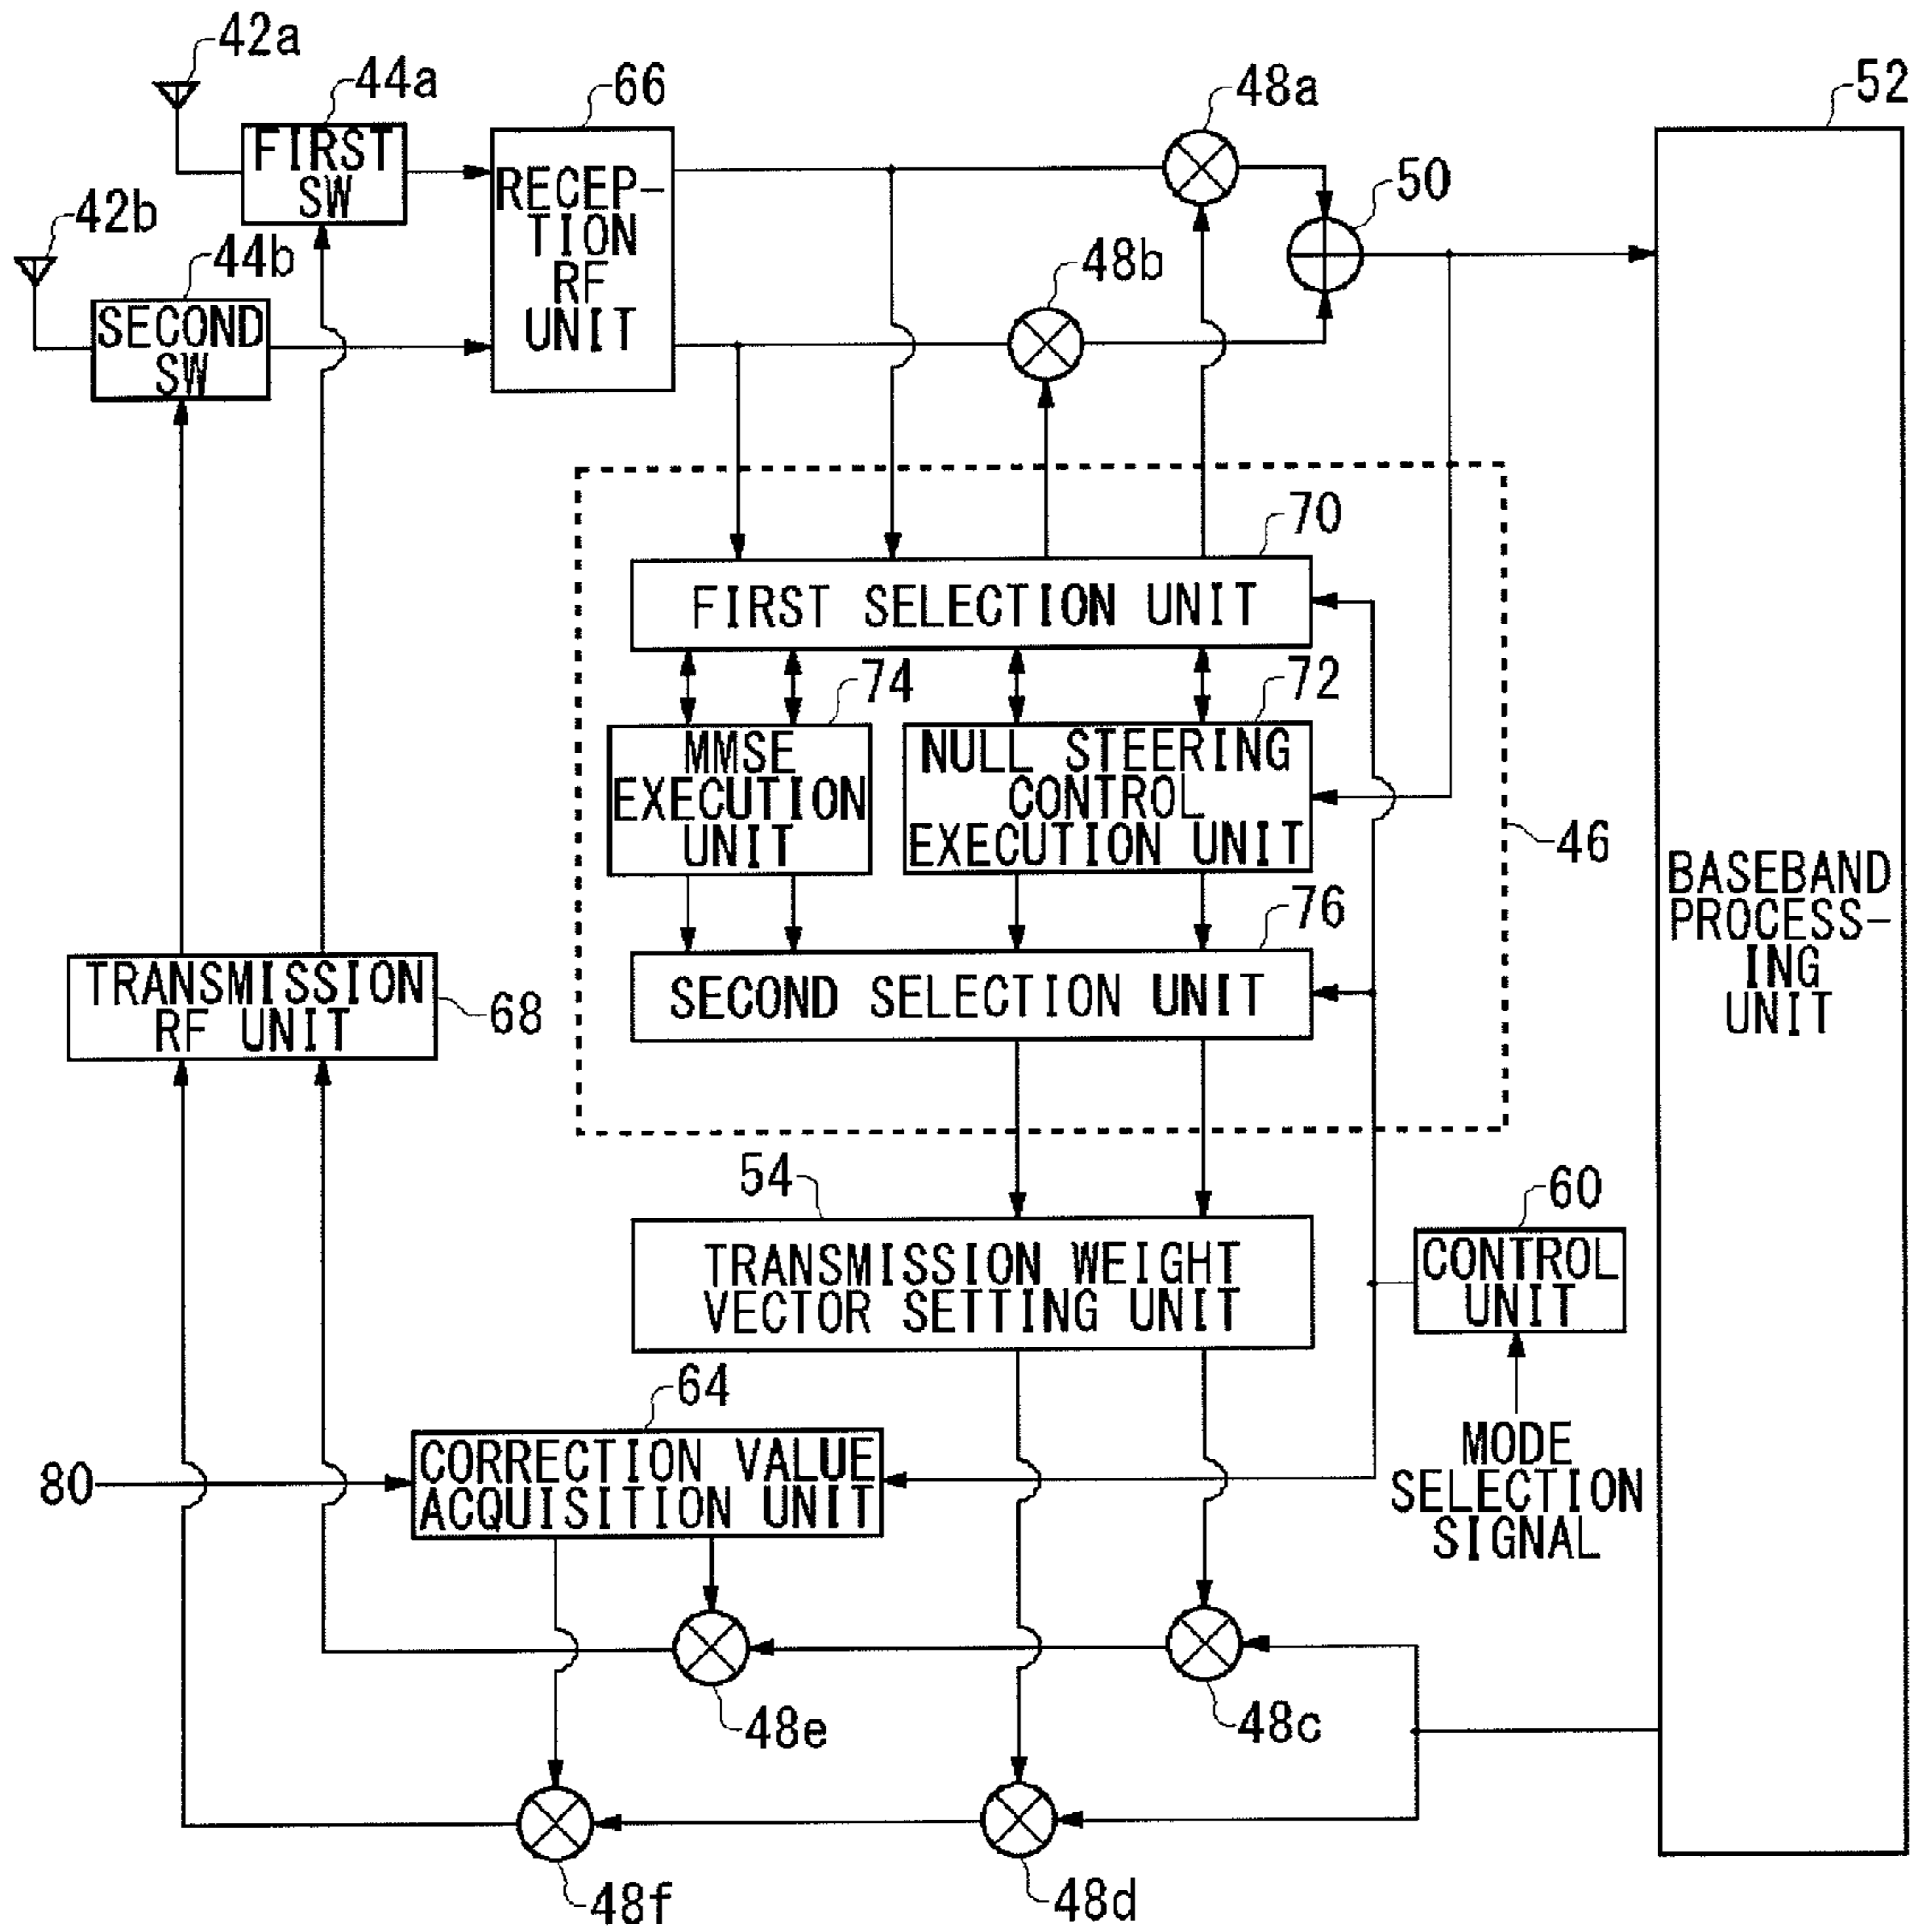 42a
44a
66
48a
52
FIRST
SW
RECEP-
TION
RF
UNIT
50
42b
44b
48b
SECOND
SW
70
FIRST SELECTION UNIT
74
72
MMSE
EXECUTION
UNIT
NULL STEERING
CONTROL
EXECUTION UNIT
46
BASEBAND
PROCESS-
ING
UNIT
76
SECOND SELECTION UNIT
TRANSMISSION
RF UNIT
68
54
60
TRANSMISSION WEIGHT
VECTOR SETTING UNIT
CONTROL
UNIT
64
MODE
SELECTION
SIGNAL
80
CORRECTION VALUE
ACQUISITION UNIT
48e
48c
48f
48d